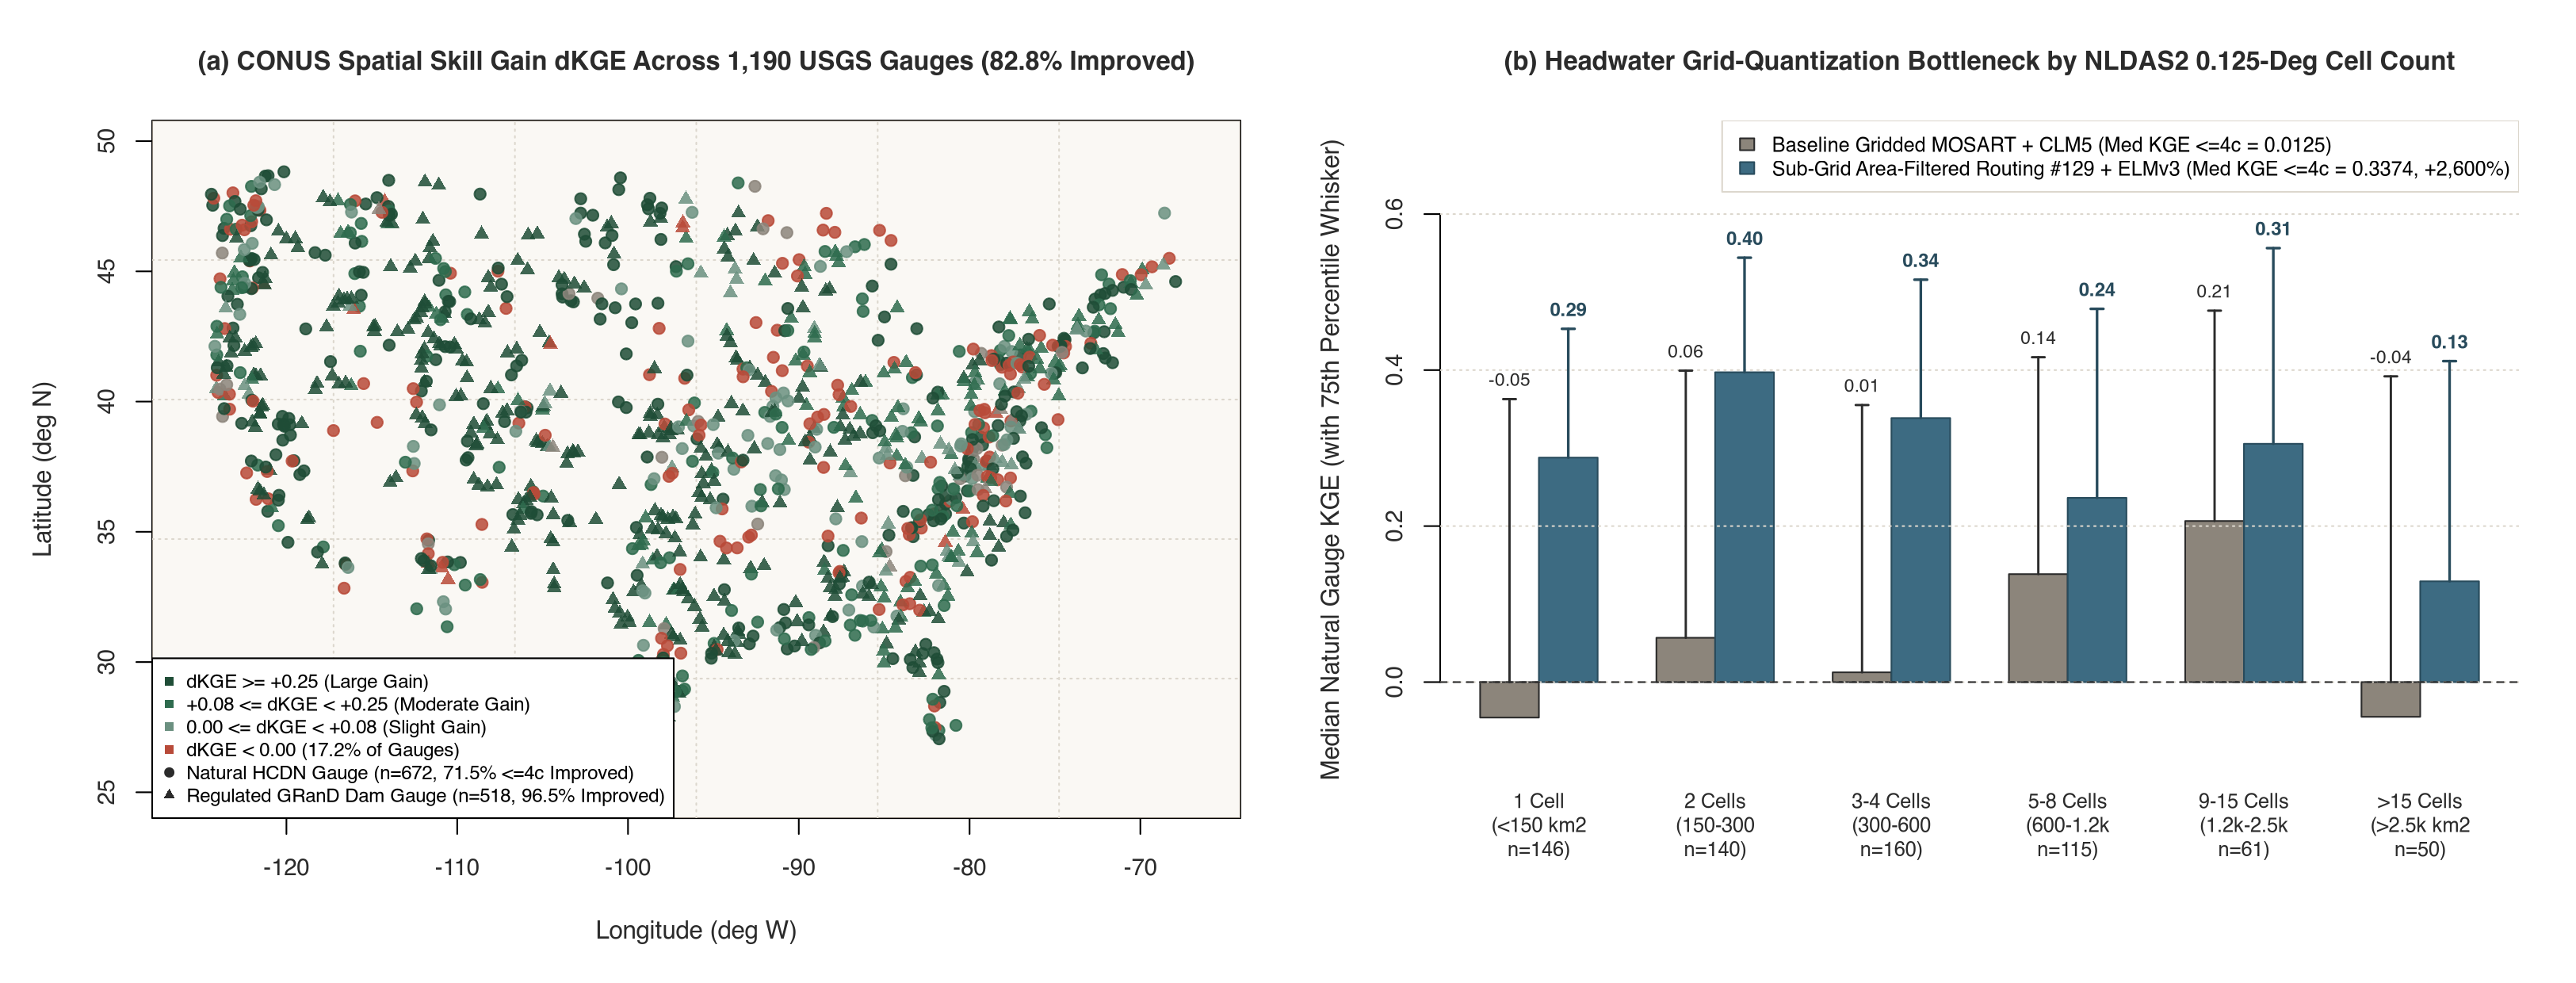 (a) CONUS Spatial Skill Gain dKGE Across 1,190 USGS Gauges (82.8% Improved)
Latitude (deg N)
50
45
40
35
30
25
dKGE >= +0.25 (Large Gain)
+0.08 <= dKGE < +0.25 (Moderate Gain)
0.00 <= dKGE < +0.08 (Slight Gain)
dKGE < 0.00 (17.2% of Gauges)
Natural HCDN Gauge (n=672, 71.5% <=4c Improved)
Regulated GRanD Dam Gauge (n=518, 96.5% Improved)
-120 -110 -100 -90 -80 -70
Longitude (deg W)
(b) Headwater Grid-Quantization Bottleneck by NLDAS2 0.125-Deg Cell Count
Median Natural Gauge KGE (with 75th Percentile Whisker)
Baseline Gridded MOSART + CLM5 (Med KGE <=4c = 0.0125)
Sub-Grid Area-Filtered Routing #129 + ELMv3 (Med KGE <=4c = 0.3374, +2,600%)
0.6
0.4
0.2
0.0
-0.05
0.29
0.06
0.40
0.01
0.34
0.14
0.24
0.21
0.31
-0.04
0.13
1 Cell
(<150 km2
n=146)
2 Cells
(150-300
n=140)
3-4 Cells
(300-600
n=160)
5-8 Cells
(600-1.2k
n=115)
9-15 Cells
(1.2k-2.5k
n=61)
>15 Cells
(>2.5k km2
n=50)